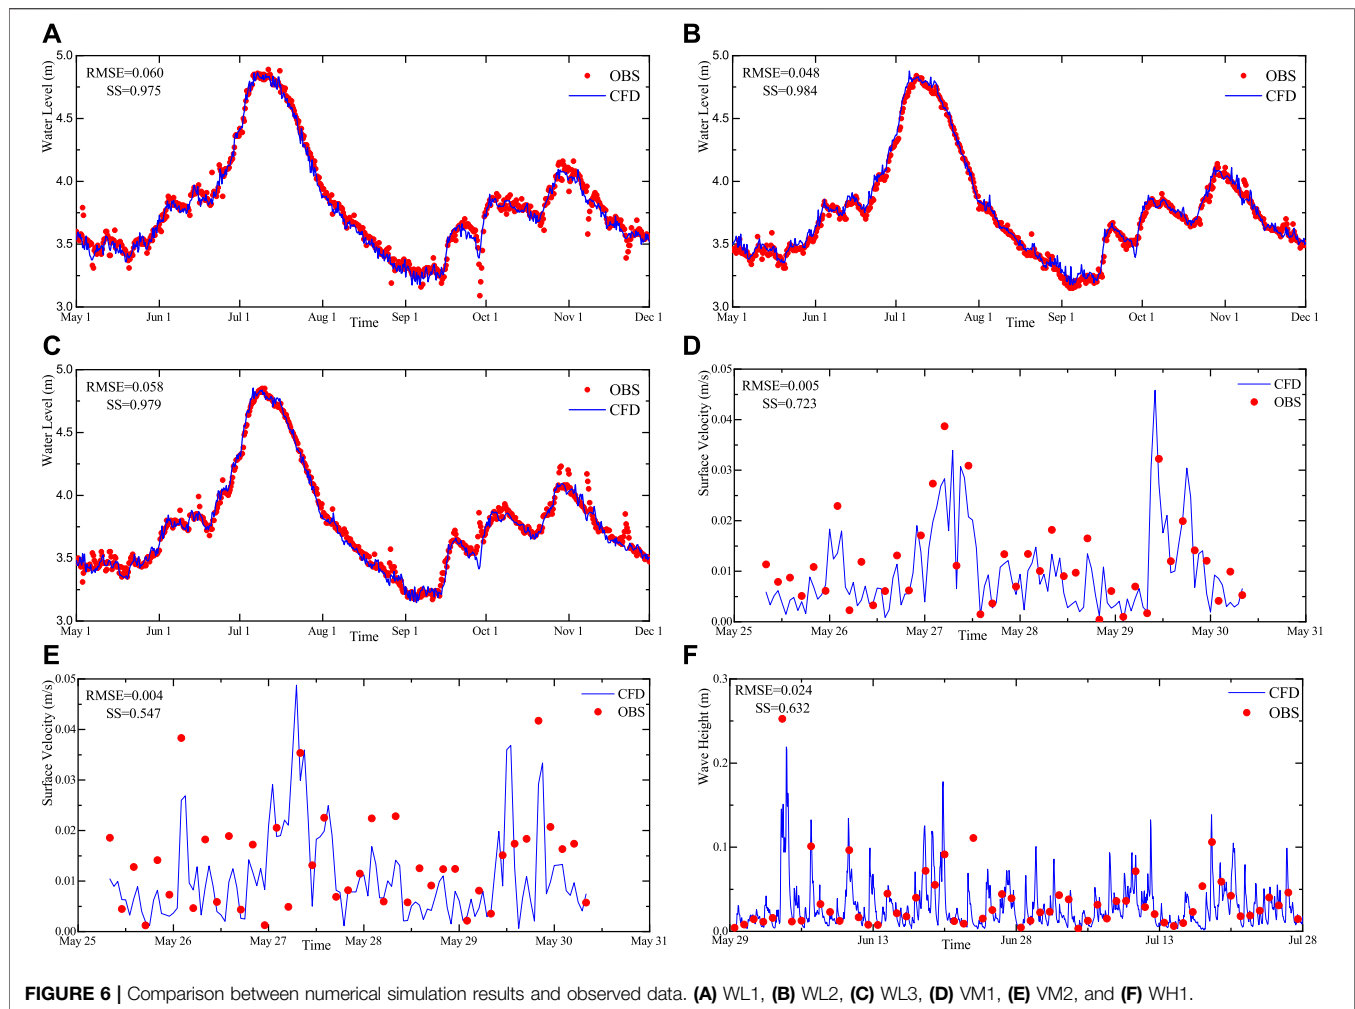 A
B
5.0
4.5
4.0
3.5
3.0
Water Level (m)
RMSE=0.060
SS=0.975
OBS
CFD
May 1
Jun 1
Jul 1
Aug 1
Sep 1
Oct 1
Nov 1
Dec 1
Time
5.0
4.5
4.0
3.5
3.0
Water Level (m)
RMSE=0.048
SS=0.984
OBS
CFD
May 1
Jun 1
Jul 1
Aug 1
Sep 1
Oct 1
Nov 1
Dec 1
Time
C
D
5.0
4.5
4.0
3.5
3.0
Water Level (m)
RMSE=0.058
SS=0.979
OBS
CFD
May 1
Jun 1
Jul 1
Aug 1
Sep 1
Oct 1
Nov 1
Dec 1
Time
0.05
0.04
0.03
0.02
0.01
0.00
Surface Velocity (m/s)
RMSE=0.005
SS=0.723
CFD
OBS
May 25
May 26
May 27
May 28
May 29
May 30
May 31
Time
E
F
0.05
0.04
0.03
0.02
0.01
0.00
Surface Velocity (m/s)
RMSE=0.004
SS=0.547
CFD
OBS
May 25
May 26
May 27
May 28
May 29
May 30
May 31
Time
0.3
0.2
0.1
0.0
Wave Height (m)
RMSE=0.024
SS=0.632
CFD
OBS
May 29
Jun 13
Jun 28
Jul 13
Jul 28
Time
FIGURE 6 | Comparison between numerical simulation results and observed data. (A) WL1, (B) WL2, (C) WL3, (D) VM1, (E) VM2, and (F) WH1.